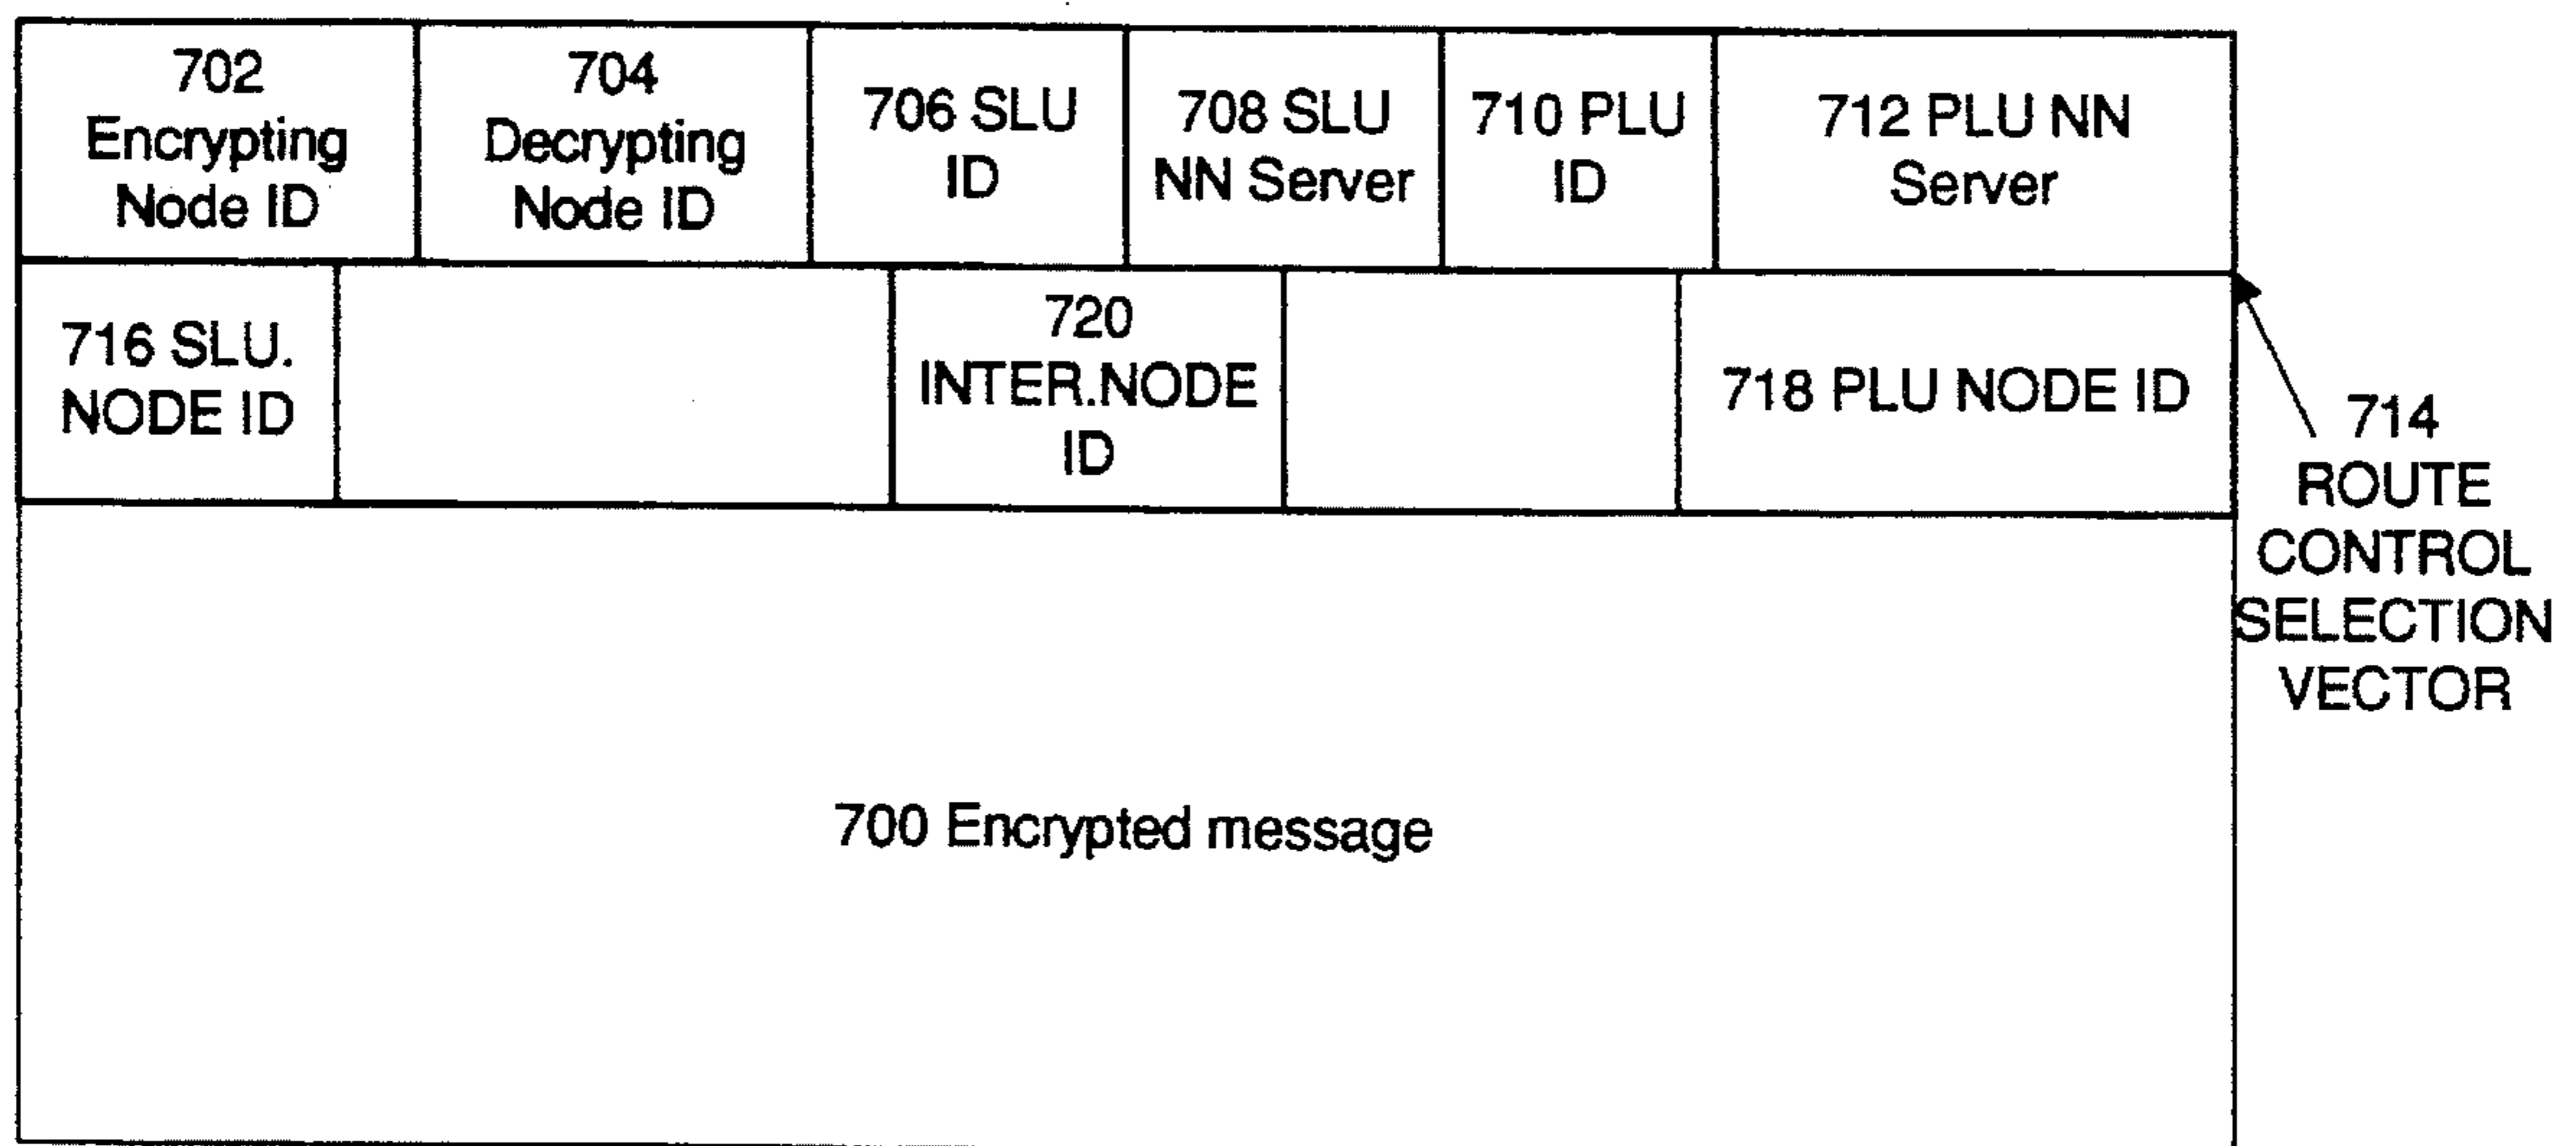 702
Encrypting
Node ID
704
Decrypting
Node ID
706 SLU
ID
708 SLU
NN Server
710 PLU
ID
712 PLU NN
Server
716 SLU.
NODE ID
720
INTER.NODE
ID
718 PLU NODE ID
714
ROUTE
CONTROL
SELECTION
VECTOR
700 Encrypted message